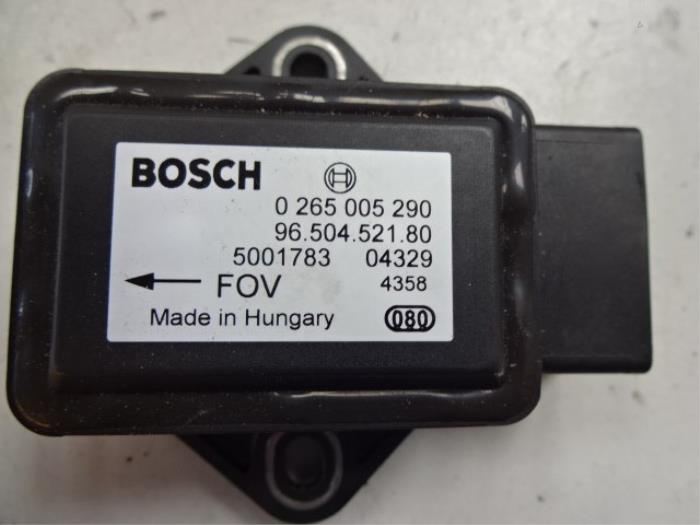 BOSCH
0 265 005 290
96.504.521.80
5001783 04329
FOV 4358
Made in Hungary 080